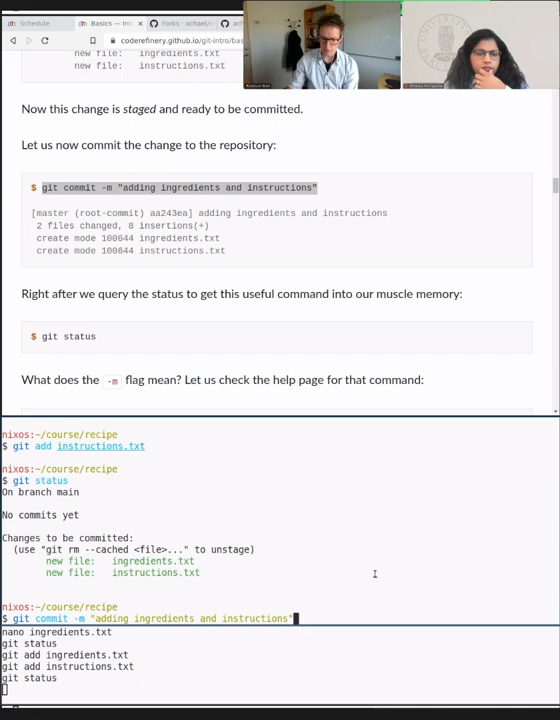 Schedule
Basics — Int
Forks · achael
ach
coderefinery.github.io/git-intro/bas
new file:   ingredients.txt
new file:   instructions.txt
Now this change is staged and ready to be committed.
Let us now commit the change to the repository:
$ git commit -m "adding ingredients and instructions"
[master (root-commit) aa243ea] adding ingredients and instructions
2 files changed, 8 insertions(+)
create mode 100644 ingredients.txt
create mode 100644 instructions.txt
Right after we query the status to get this useful command into our muscle memory:
$ git status
What does the -m flag mean? Let us check the help page for that command:
nixos:~/course/recipe
$ git add instructions.txt
nixos:~/course/recipe
$ git status
On branch main
No commits yet
Changes to be committed:
(use "git rm --cached <file>..." to unstage)
new file:   ingredients.txt
new file:   instructions.txt
nixos:~/course/recipe
$ git commit -m "adding ingredients and instructions"
nano ingredients.txt
git status
git add ingredients.txt
git add instructions.txt
git status